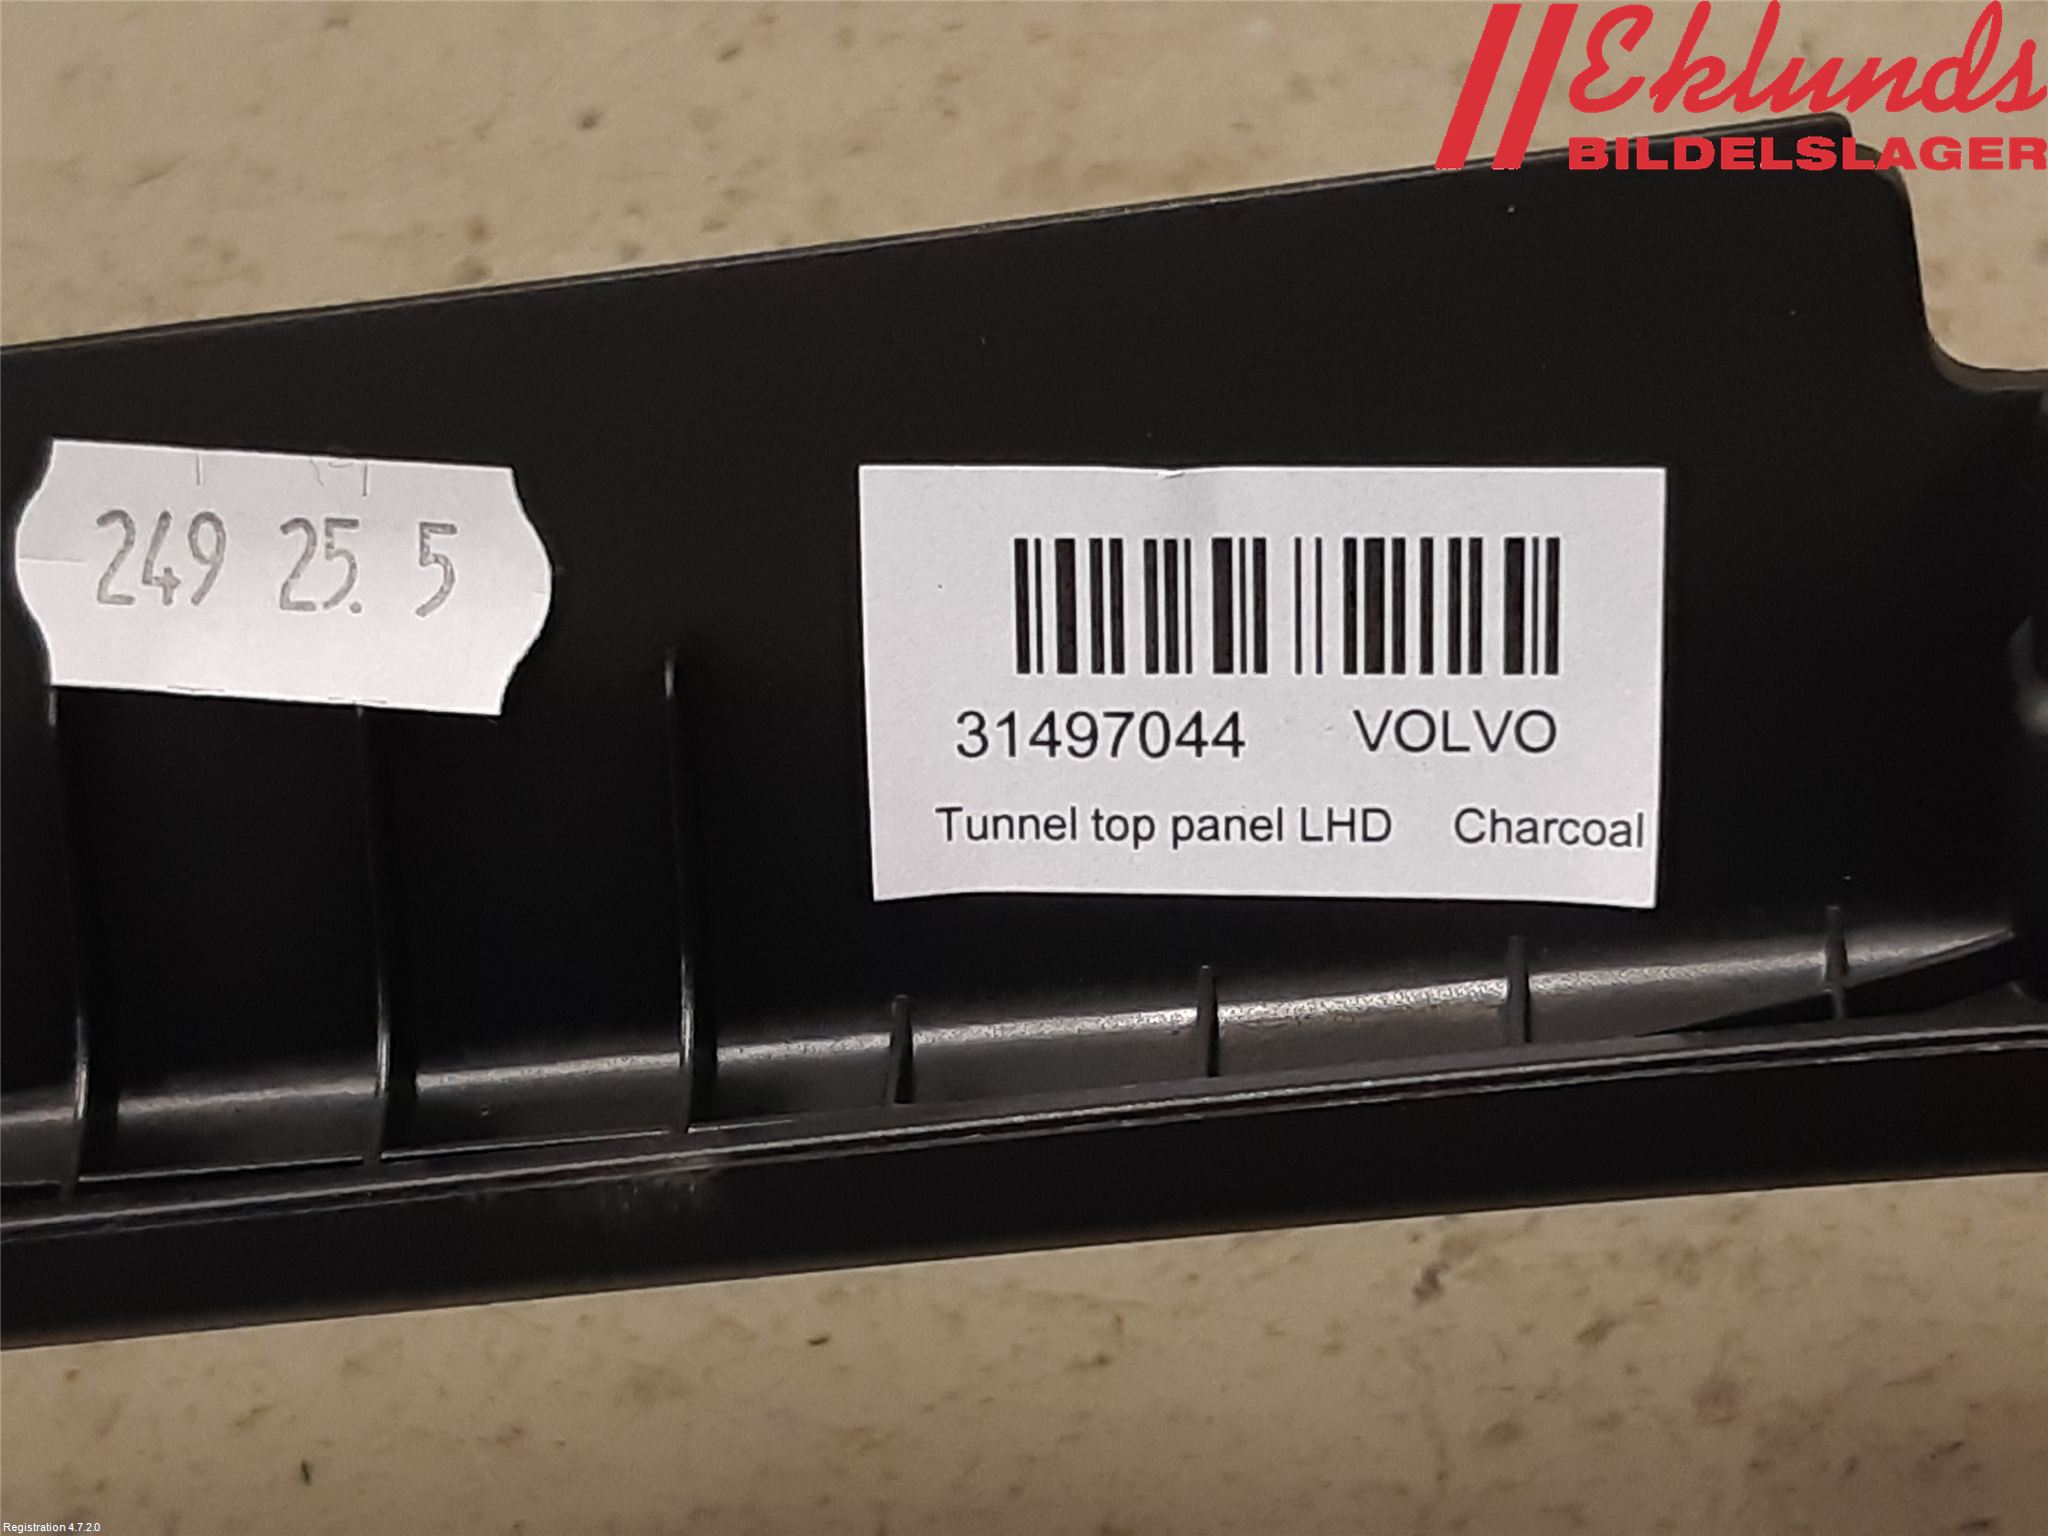 Eklunds
BILDELSLAGER
249 25. 5
31497044 VOLVO
Tunnel top panel LHD Charcoal
Registration 4.7.2.0